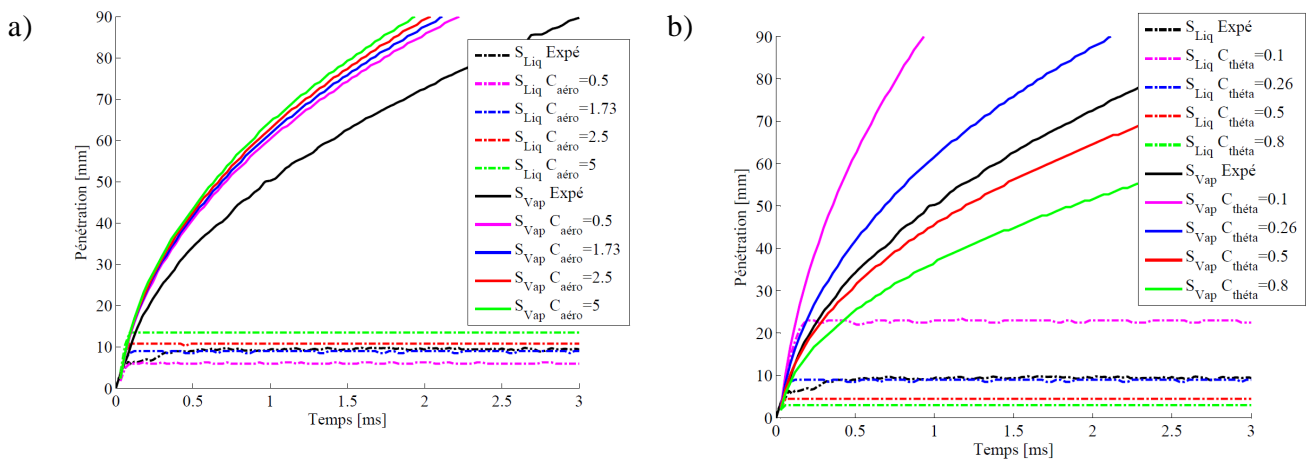 a)
90
80
70
60
50
40
30
20
10
0
Pénétration [mm]
0 0.5 1 1.5 2 2.5 3
Temps [ms]
S_Liq Expé
S_Liq C_aéro=0.5
S_Liq C_aéro=1.73
S_Liq C_aéro=2.5
S_Liq C_aéro=5
S_Vap Expé
S_Vap C_aéro=0.5
S_Vap C_aéro=1.73
S_Vap C_aéro=2.5
S_Vap C_aéro=5
b)
90
80
70
60
50
40
30
20
10
0
Pénétration [mm]
0 0.5 1 1.5 2 2.5 3
Temps [ms]
S_Liq Expé
S_Liq C_théta=0.1
S_Liq C_théta=0.26
S_Liq C_théta=0.5
S_Liq C_théta=0.8
S_Vap Expé
S_Vap C_théta=0.1
S_Vap C_théta=0.26
S_Vap C_théta=0.5
S_Vap C_théta=0.8